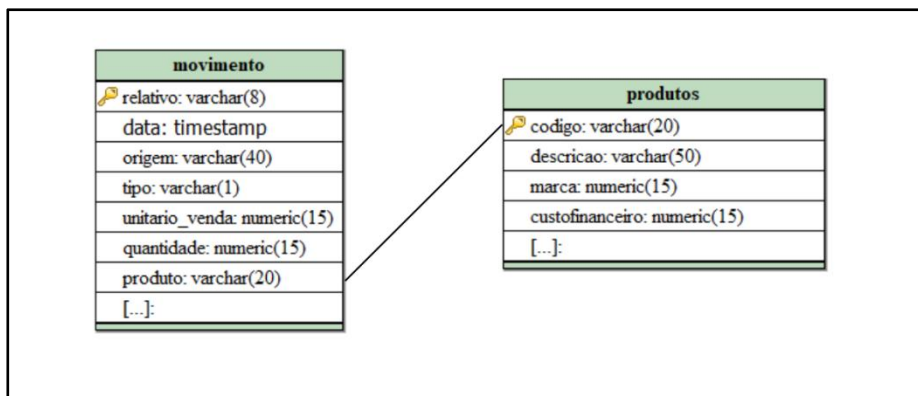 movimento
relativo: varchar(8)
data: timestamp
origem: varchar(40)
tipo: varchar(1)
unitario_venda: numeric(15)
quantidade: numeric(15)
produto: varchar(20)
[...]:
produtos
codigo: varchar(20)
descricao: varchar(50)
marca: numeric(15)
custofinanceiro: numeric(15)
[...]: